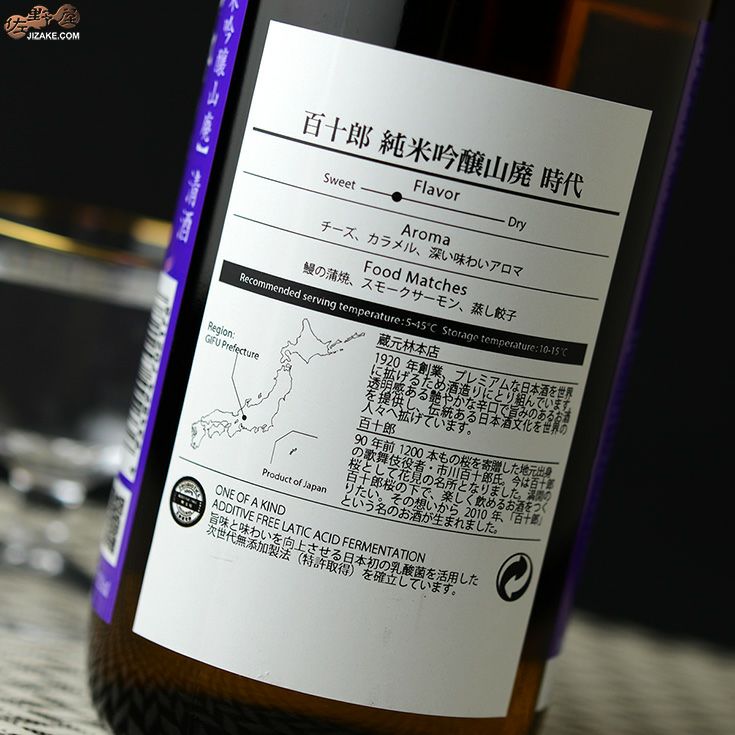 佐野屋
JIZAKE.COM
米吟醸山廃】清酒
百十郎 純米吟醸山廃 時代
Flavor
Sweet
Dry
Aroma
チーズ、カラメル、深い味わいアロマ
Food Matches
鰻の蒲焼、スモークサーモン、蒸し餃子
Recommended serving temperature:5-45℃ Storage temperature:10-15℃
Region:
GIFU Prefecture
Product of Japan
蔵元林本店
1920 年創業。プレミアムな日本酒を世界
に拡げるため酒造りにとり組んでいます。
透明感ある艶やかな辛口で旨みのあるお酒
を提供し、伝統ある日本酒文化を世界の
人々へ拡げています。
百十郎
90 年前 1200 本もの桜を寄贈した地元出身
の歌舞伎役者・市川百十郎氏。今は百十郎
桜として花見の名所となりました。満開の
百十郎桜の下で、楽しく飲めるお酒をつく
りたい。その想いから 2010 年、「百十郎」
という名のお酒が生まれました。
ONE OF A KIND
ADDITIVE FREE LATIC ACID FERMENTATION
旨味と味わいを向上させる日本初の乳酸菌を活用した
次世代無添加製法（特許取得）を確立しています。